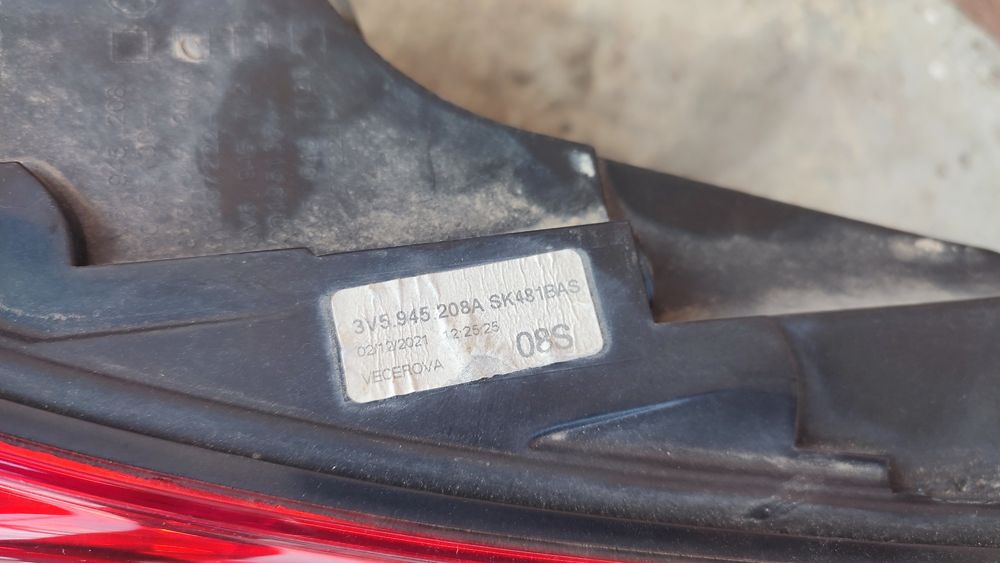 3V5.945.208A SK481BAS
02/12/2021 12:25:25
08S
VECEROVA